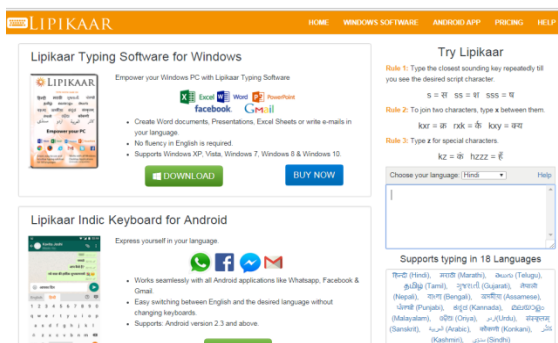 LIPIKAAR
HOME WINDOWS SOFTWARE ANDROID APP PRICING HELP
Lipikaar Typing Software for Windows
LIPIKAAR
Empower your PC
Empower your Windows PC with Lipikaar Typing Software
Excel Word PowerPoint
facebook. GMail
Create Word documents, Presentations, Excel Sheets or write e-mails in
your language.
No fluency in English is required.
Supports Windows XP, Vista, Windows 7, Windows 8 & Windows 10.
DOWNLOAD
BUY NOW
Lipikaar Indic Keyboard for Android
Express yourself in your language.
Works seamlessly with all Android applications like Whatsapp, Facebook &
Gmail.
Easy switching between English and the desired language without
changing keyboards.
Supports: Android version 2.3 and above.
Try Lipikaar
Rule 1: Type the closest sounding key repeatedly till
you see the desired script character.
s = स ss = श sss = ष
Rule 2: To join two characters, type x between them.
kxr = क्र rxk = र्क kxy = क्य
Rule 3: Type z for special characters.
kz = कं hzzz = हँ
Choose your language: Hindi Help
Supports typing in 18 Languages
हिन्दी (Hindi), मराठी (Marathi), తెలుగు (Telugu),
தமிழ் (Tamil), ગુજરાતી (Gujarati), नेपाली
(Nepali), বাংলা (Bengali), অসমীয়া (Assamese),
ਪੰਜਾਬੀ (Punjabi), ಕನ್ನಡ (Kannada), മലയാളം
(Malayalam), ଓଡ଼ିଆ (Oriya), اردو (Urdu), संस्कृतम्
(Sanskrit), العربية (Arabic), कोंकणी (Konkani),
(Kashmiri), سنڌي (Sindhi)